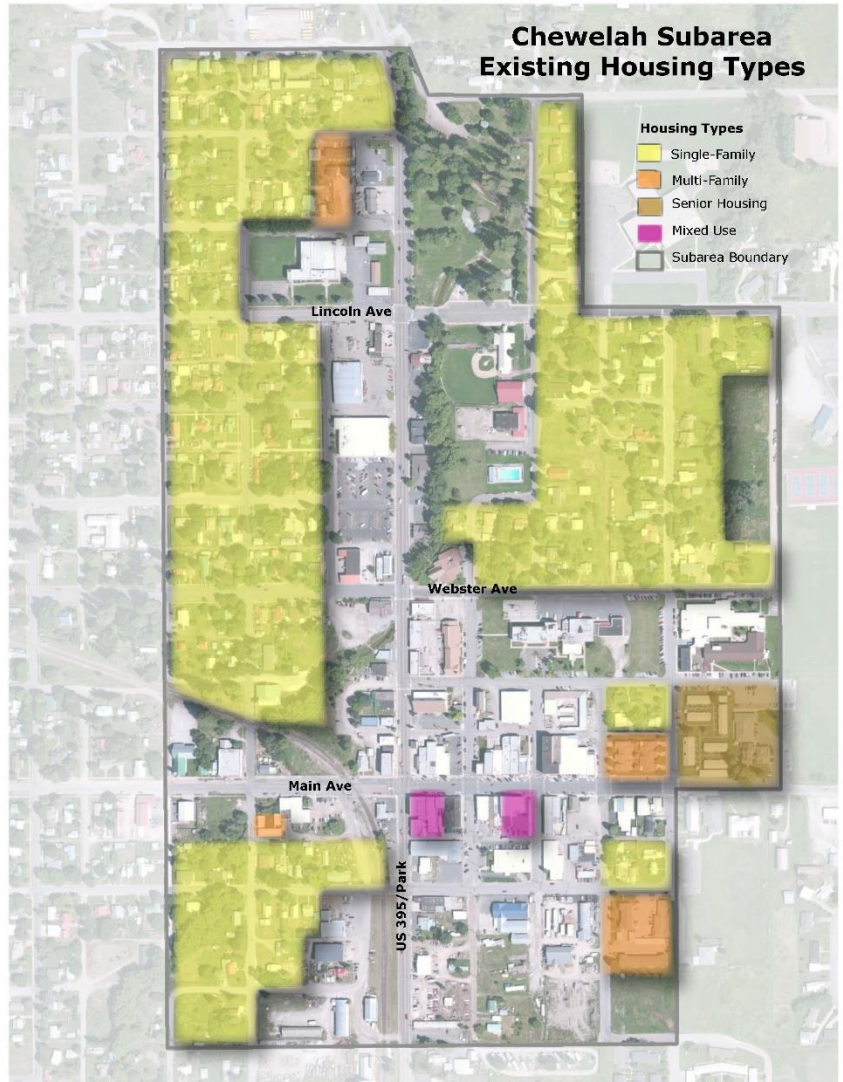 Chewelah Subarea
Existing Housing Types
Housing Types
Single-Family
Multi-Family
Senior Housing
Mixed Use
Subarea Boundary
Lincoln Ave
Webster Ave
Main Ave
US 395/Park